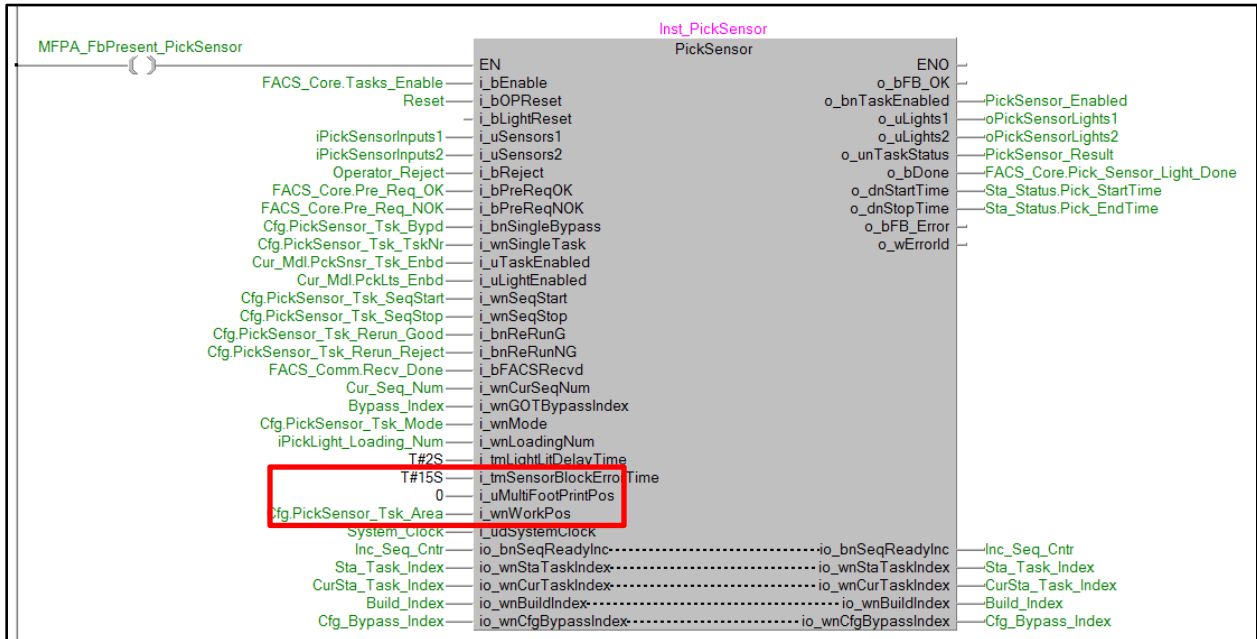 Inst_PickSensor
MFPA_FbPresent_PickSensor PickSensor
EN ENO
FACS_Core.Tasks_Enable i_bEnable o_bFB_OK
Reset i_bOPReset o_bnTaskEnabled PickSensor_Enabled
i_bLightReset o_uLights1 oPickSensorLights1
iPickSensorInputs1 i_uSensors1 o_uLights2 oPickSensorLights2
iPickSensorInputs2 i_uSensors2 o_unTaskStatus PickSensor_Result
Operator_Reject i_bReject o_bDone FACS_Core.Pick_Sensor_Light_Done
FACS_Core.Pre_Req_OK i_bPreReqOK o_dnStartTime Sta_Status.Pick_StartTime
FACS_Core.Pre_Req_NOK i_bPreReqNOK o_dnStopTime Sta_Status.Pick_EndTime
Cfg.PickSensor_Tsk_Bypd i_bnSingleBypass o_bFB_Error
Cfg.PickSensor_Tsk_TskNr i_wnSingleTask o_wErrorId
Cur_Mdl.PckSnsr_Tsk_Enbd i_uTaskEnabled
Cur_Mdl.PckLts_Enbd i_uLightEnabled
Cfg.PickSensor_Tsk_SeqStart i_wnSeqStart
Cfg.PickSensor_Tsk_SeqStop i_wnSeqStop
Cfg.PickSensor_Tsk_Rerun_Good i_bnReRunG
Cfg.PickSensor_Tsk_Rerun_Reject i_bnReRunNG
FACS_Comm.Recv_Done i_bFACSRecvd
Cur_Seq_Num i_wnCurSeqNum
Bypass_Index i_wnGOTBypassIndex
Cfg.PickSensor_Tsk_Mode i_wnMode
iPickLight_Loading_Num i_wnLoadingNum
T#2S i_tmLightLitDelayTime
T#15S i_tmSensorBlockErrorTime
0 i_uMultiFootPrintPos
Cfg.PickSensor_Tsk_Area i_wnWorkPos
System_Clock i_udSystemClock
Inc_Seq_Cntr io_bnSeqReadyInc io_bnSeqReadyInc Inc_Seq_Cntr
Sta_Task_Index io_wnStaTaskIndex io_wnStaTaskIndex Sta_Task_Index
CurSta_Task_Index io_wnCurTaskIndex io_wnCurTaskIndex CurSta_Task_Index
Build_Index io_wnBuildIndex io_wnBuildIndex Build_Index
Cfg_Bypass_Index io_wnCfgBypassIndex io_wnCfgBypassIndex Cfg_Bypass_Index